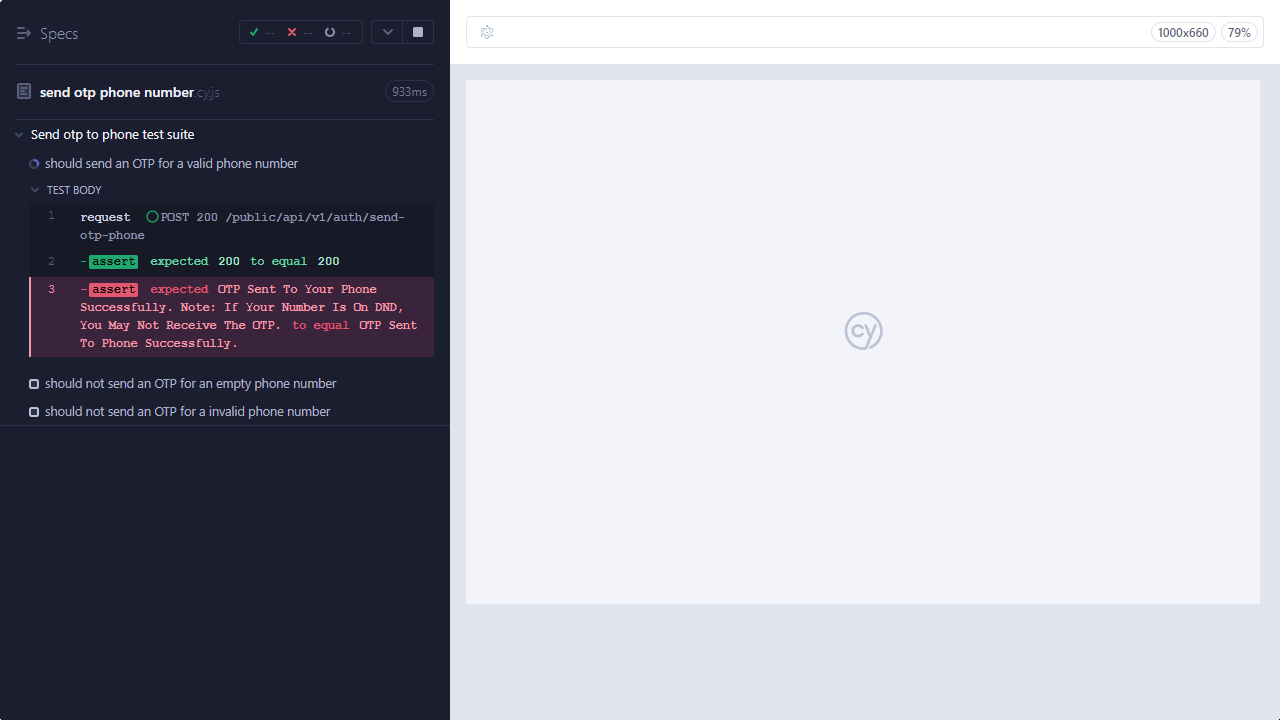 Specs
-- -- --
send otp phone number.cy.js 933ms
Send otp to phone test suite
should send an OTP for a valid phone number
TEST BODY
1 request POST 200 /public/api/v1/auth/send-
otp-phone
2 -assert expected 200 to equal 200
3 -assert expected OTP Sent To Your Phone
Successfully. Note: If Your Number Is On DND,
You May Not Receive The OTP. to equal OTP Sent
To Phone Successfully.
should not send an OTP for an empty phone number
should not send an OTP for a invalid phone number
1000x660 79%
cy